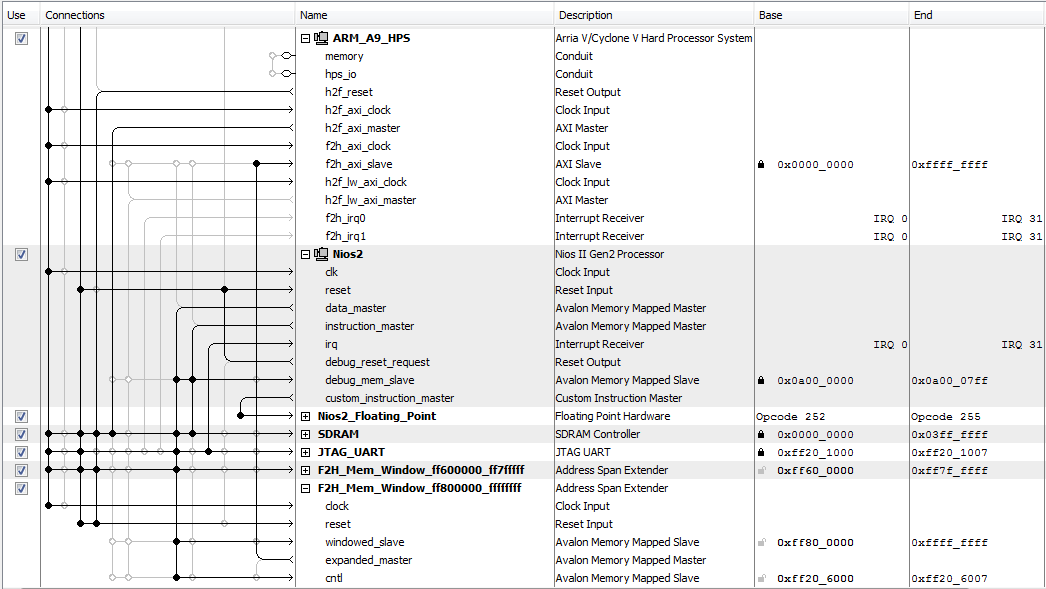 Use Connections Name Description Base End
ARM_A9_HPS Arria V/Cyclone V Hard Processor System
memory Conduit
hps_io Conduit
h2f_reset Reset Output
h2f_axi_clock Clock Input
h2f_axi_master AXI Master
f2h_axi_clock Clock Input
f2h_axi_slave AXI Slave 0x0000_0000 0xffff_ffff
h2f_lw_axi_clock Clock Input
h2f_lw_axi_master AXI Master
f2h_irq0 Interrupt Receiver IRQ 0 IRQ 31
f2h_irq1 Interrupt Receiver IRQ 0 IRQ 31
Nios2 Nios II Gen2 Processor
clk Clock Input
reset Reset Input
data_master Avalon Memory Mapped Master
instruction_master Avalon Memory Mapped Master
irq Interrupt Receiver IRQ 0 IRQ 31
debug_reset_request Reset Output
debug_mem_slave Avalon Memory Mapped Slave 0x0a00_0000 0x0a00_07ff
custom_instruction_master Custom Instruction Master
Nios2_Floating_Point Floating Point Hardware Opcode 252 Opcode 255
SDRAM SDRAM Controller 0x0000_0000 0x03ff_ffff
JTAG_UART JTAG UART 0xff20_1000 0xff20_1007
F2H_Mem_Window_ff600000_ff7fffff Address Span Extender 0xff60_0000 0xff7f_ffff
F2H_Mem_Window_ff800000_ffffffff Address Span Extender
clock Clock Input
reset Reset Input
windowed_slave Avalon Memory Mapped Slave 0xff80_0000 0xffff_ffff
expanded_master Avalon Memory Mapped Master
cntl Avalon Memory Mapped Slave 0xff20_6000 0xff20_6007